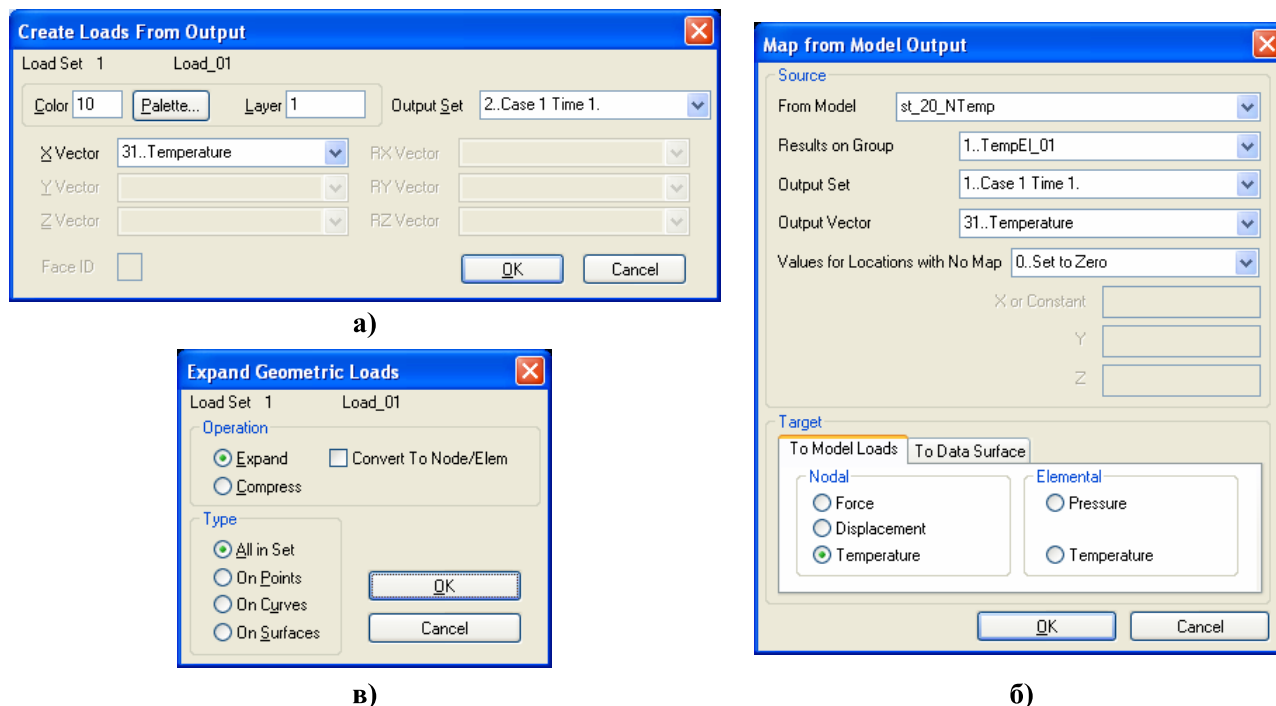 Create Loads From Output
Load Set 1 Load_01
Color 10 Palette... Layer 1 Output Set 2..Case 1 Time 1.
X Vector 31..Temperature RX Vector
Y Vector RY Vector
Z Vector RZ Vector
Face ID OK Cancel
а)
Expand Geometric Loads
Load Set 1 Load_01
Operation
Expand Convert To Node/Elem
Compress
Type
All in Set
On Points
On Curves
On Surfaces
OK
Cancel
в)
Map from Model Output
Source
From Model st_20_NTemp
Results on Group 1..TempEl_01
Output Set 1..Case 1 Time 1.
Output Vector 31..Temperature
Values for Locations with No Map 0..Set to Zero
X or Constant
Y
Z
Target
To Model Loads To Data Surface
Nodal
Force
Displacement
Temperature
Elemental
Pressure
Temperature
OK Cancel
б)